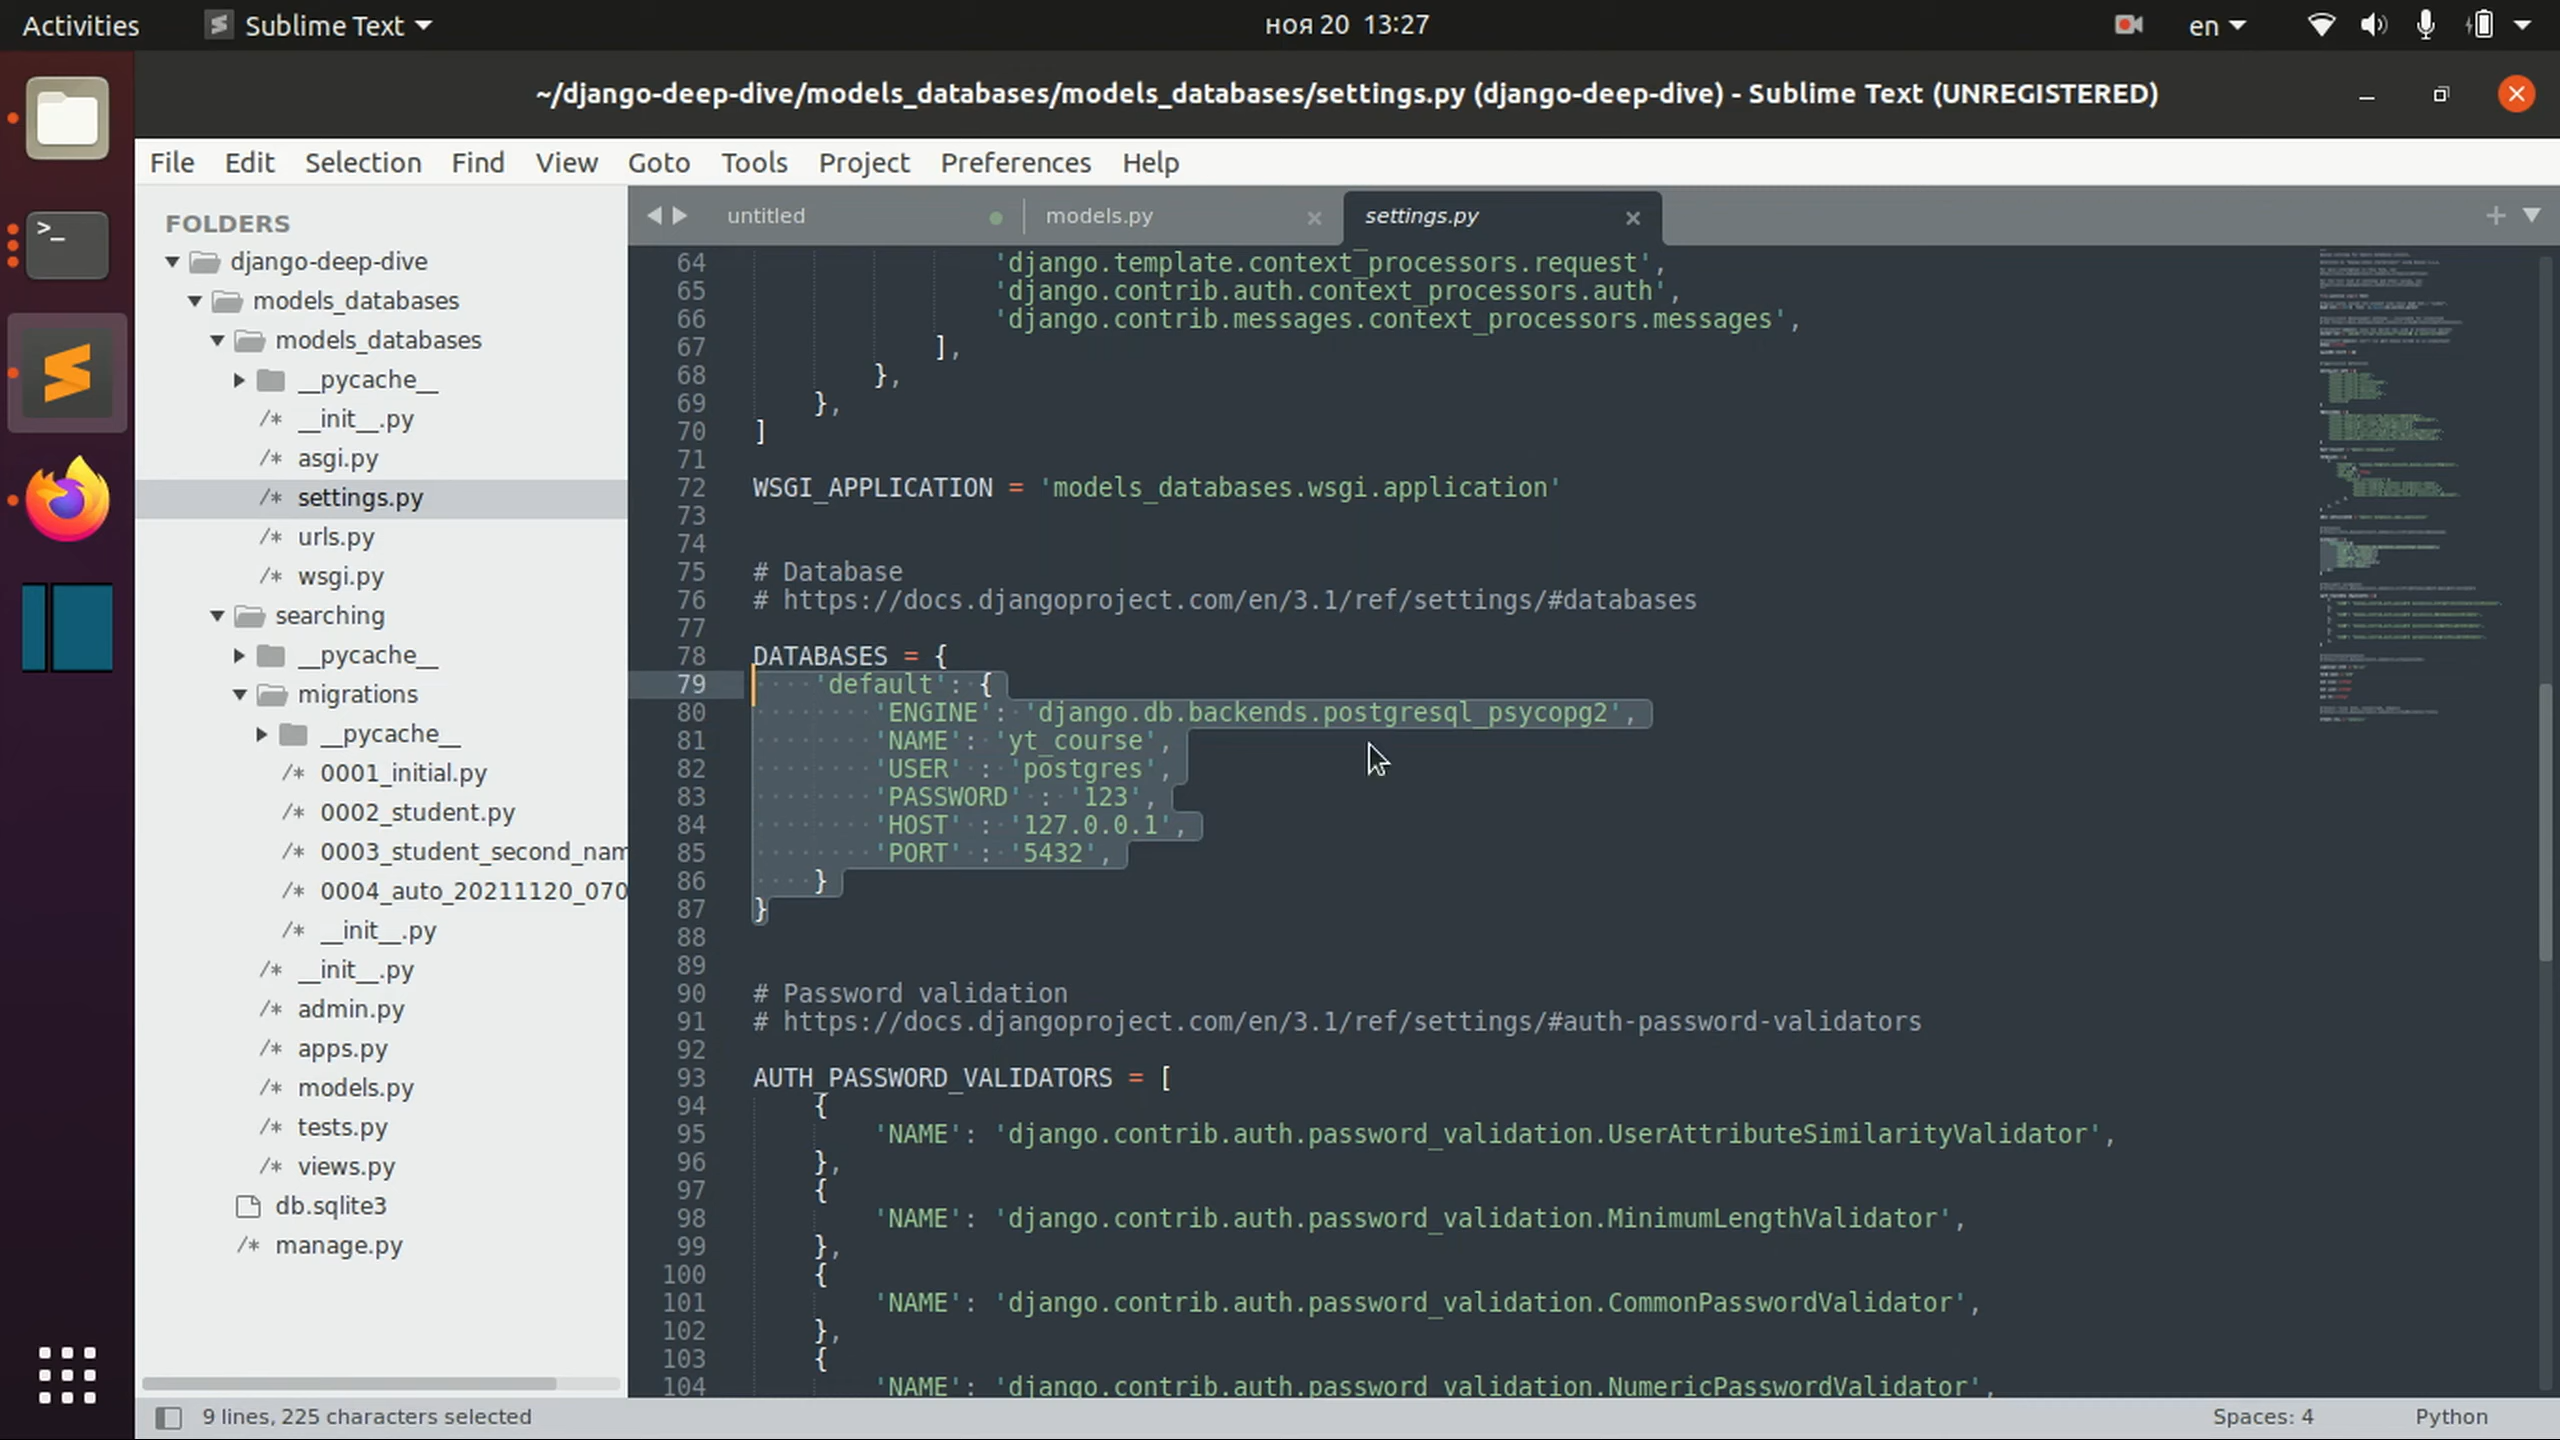 Activities
Sublime Text
ноя 20 13:27
en
~/django-deep-dive/models_databases/models_databases/settings.py (django-deep-dive) - Sublime Text (UNREGISTERED)
File Edit Selection Find View Goto Tools Project Preferences Help
FOLDERS
django-deep-dive
models_databases
models_databases
__pycache__
/* __init__.py
/* asgi.py
/* settings.py
/* urls.py
/* wsgi.py
searching
__pycache__
migrations
__pycache__
/* 0001_initial.py
/* 0002_student.py
/* 0003_student_second_nam
/* 0004_auto_20211120_070
/* __init__.py
/* __init__.py
/* admin.py
/* apps.py
/* models.py
/* tests.py
/* views.py
db.sqlite3
/* manage.py
untitled
models.py
settings.py
64 'django.template.context_processors.request',
65 'django.contrib.auth.context_processors.auth',
66 'django.contrib.messages.context_processors.messages',
67 ],
68 },
69 },
70 ]
71
72 WSGI_APPLICATION = 'models_databases.wsgi.application'
73
74
75 # Database
76 # https://docs.djangoproject.com/en/3.1/ref/settings/#databases
77
78 DATABASES = {
79 'default': {
80 'ENGINE': 'django.db.backends.postgresql_psycopg2',
81 'NAME': 'yt_course',
82 'USER' : 'postgres',
83 'PASSWORD' : '123',
84 'HOST' : '127.0.0.1',
85 'PORT' : '5432',
86 }
87 }
88
89
90 # Password validation
91 # https://docs.djangoproject.com/en/3.1/ref/settings/#auth-password-validators
92
93 AUTH_PASSWORD_VALIDATORS = [
94 {
95 'NAME': 'django.contrib.auth.password_validation.UserAttributeSimilarityValidator',
96 },
97 {
98 'NAME': 'django.contrib.auth.password_validation.MinimumLengthValidator',
99 },
100 {
101 'NAME': 'django.contrib.auth.password_validation.CommonPasswordValidator',
102 },
103 {
104 'NAME': 'django.contrib.auth.password_validation.NumericPasswordValidator',
9 lines, 225 characters selected
Spaces: 4
Python